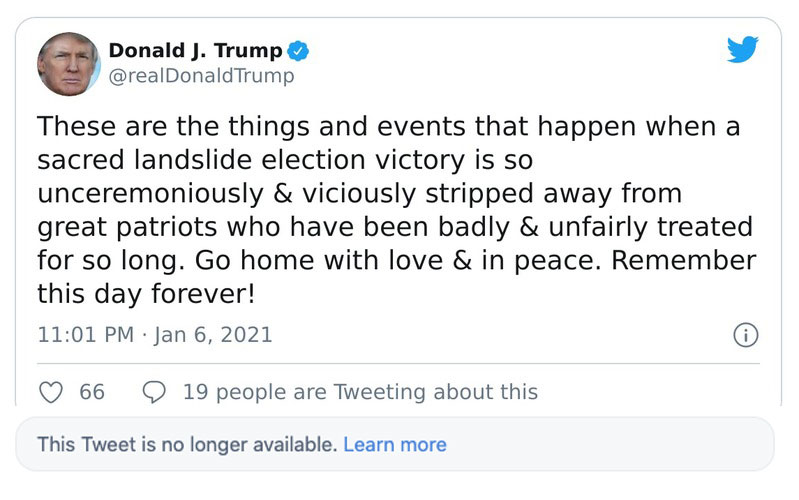 Donald J. Trump
@realDonaldTrump
These are the things and events that happen when a
sacred landslide election victory is so
unceremoniously & viciously stripped away from
great patriots who have been badly & unfairly treated
for so long. Go home with love & in peace. Remember
this day forever!
11:01 PM · Jan 6, 2021
66 19 people are Tweeting about this
This Tweet is no longer available. Learn more